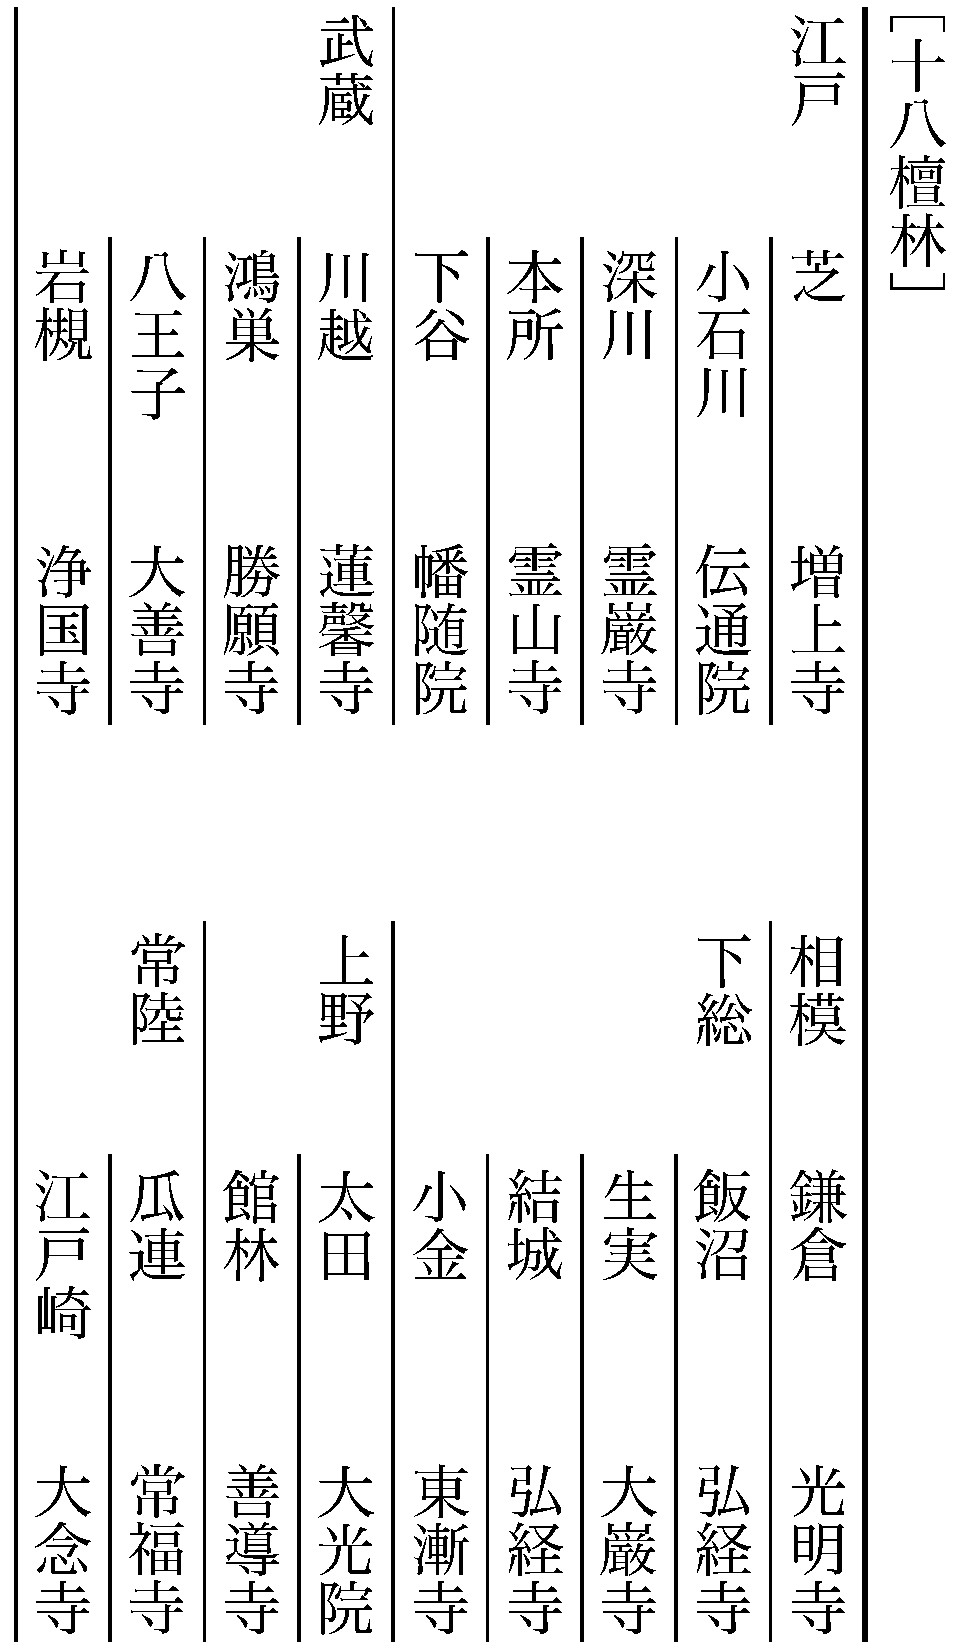 ［十八檀林］
江戸　芝　増上寺
小石川　伝通院
深川　霊巌寺
本所　霊山寺
下谷　幡随院
武蔵　川越　蓮馨寺
鴻巣　勝願寺
八王子　大善寺
岩槻　浄国寺
相模　鎌倉　光明寺
下総　飯沼　弘経寺
生実　大巌寺
結城　弘経寺
小金　東漸寺
上野　太田　大光院
館林　善導寺
常陸　瓜連　常福寺
江戸崎　大念寺